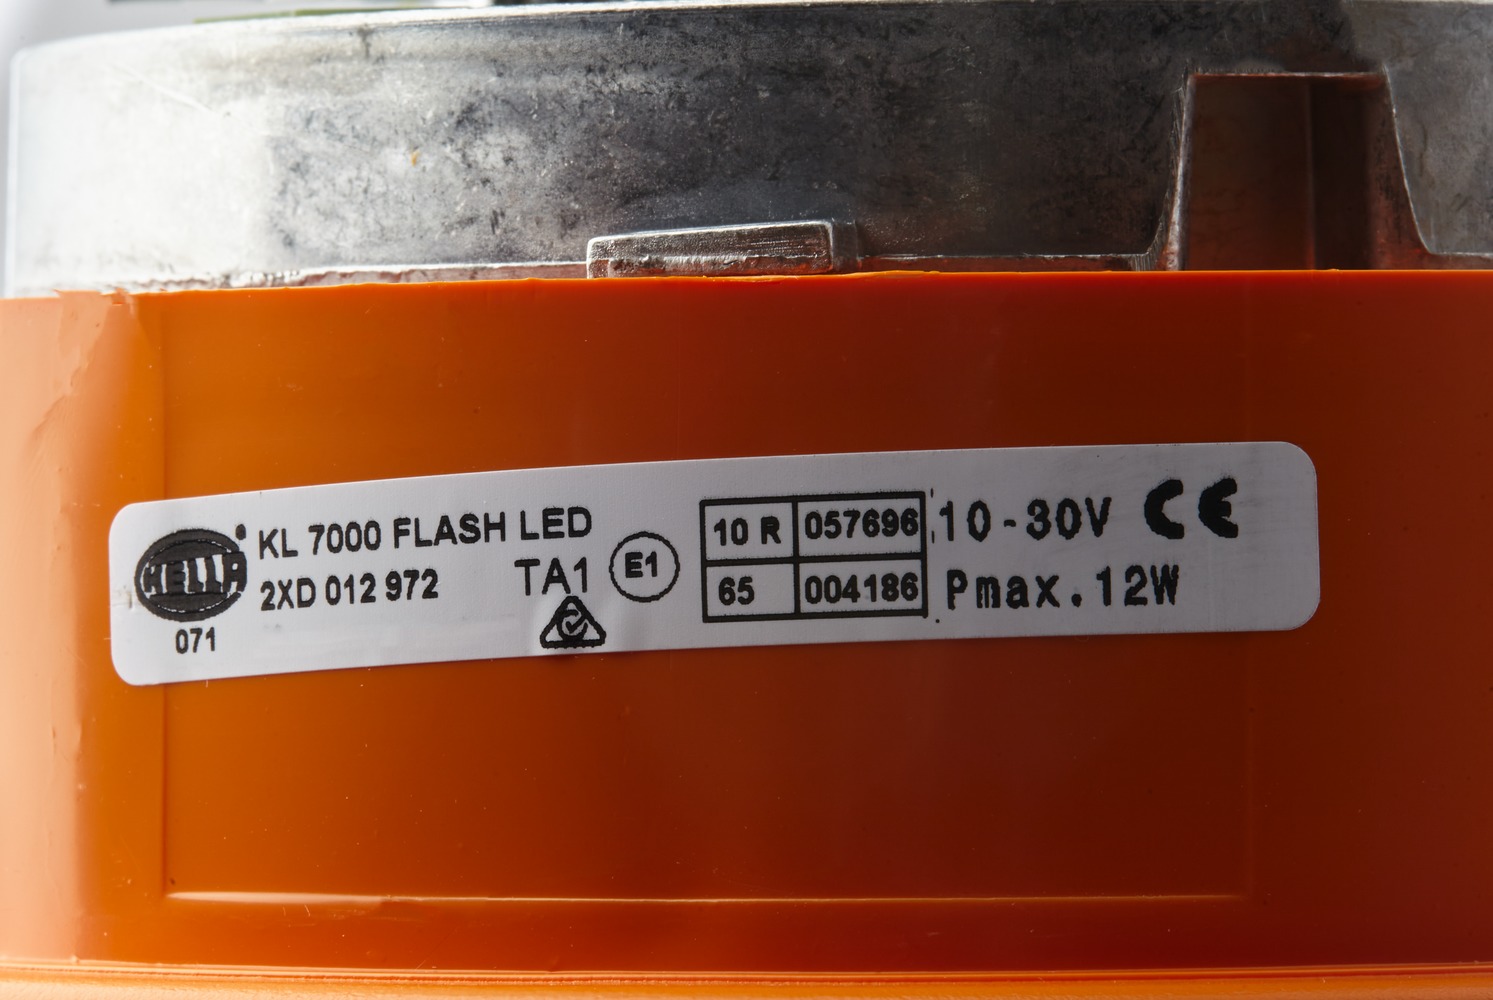 HELLA
071
KL 7000 FLASH LED
2XD 012 972
TA1
E1
10 R 057696
65 004186
10-30V CE
Pmax.12W